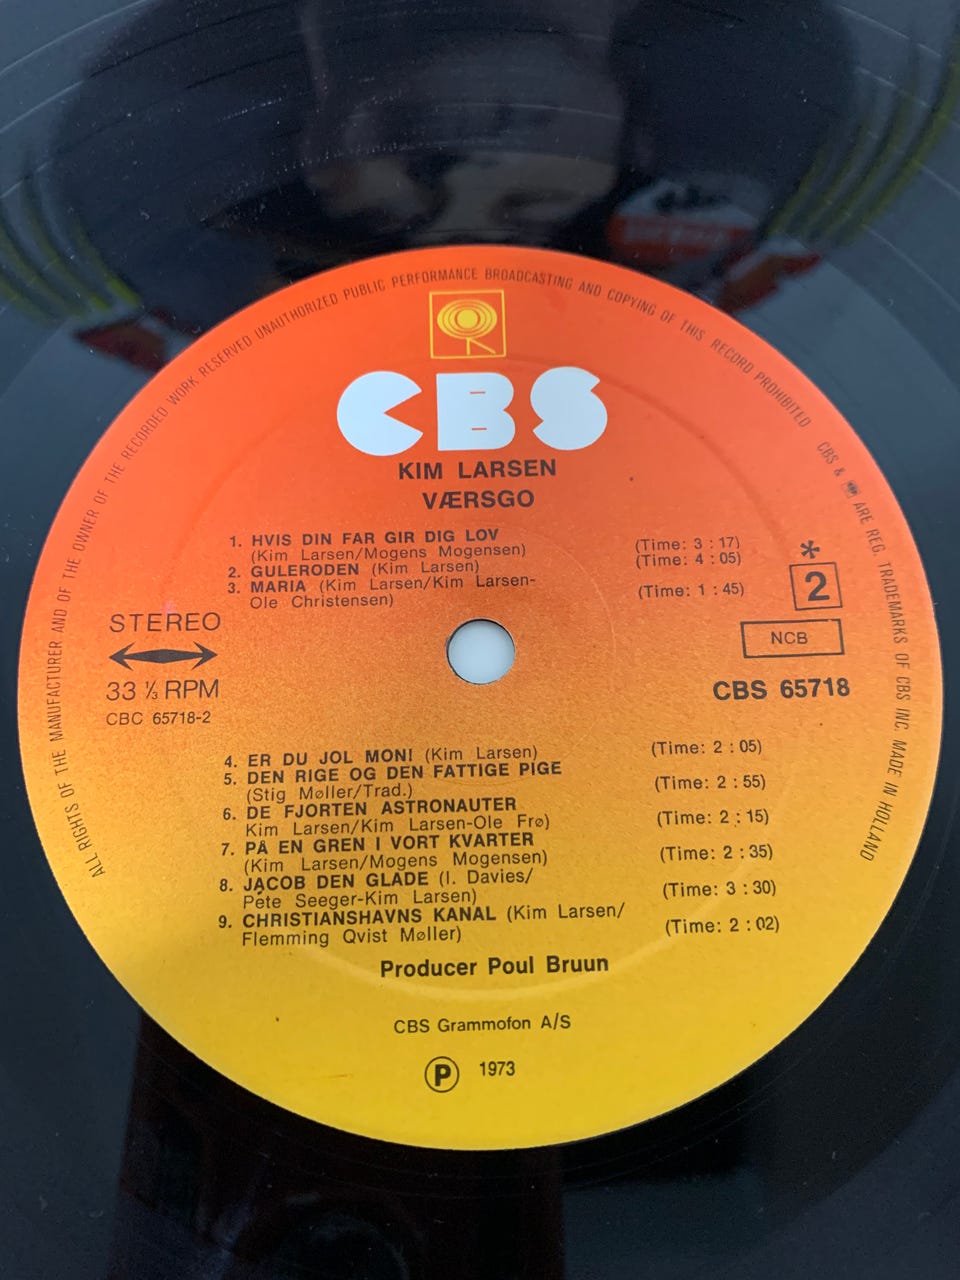 ALL RIGHTS OF THE MANUFACTURER AND OF THE OWNER OF THE RECORDED WORK RESERVED UNAUTHORIZED PUBLIC PERFORMANCE BROADCASTING AND COPYING OF THIS RECORD PROHIBITED
CBS & ARE REG. TRADEMARKS OF CBS INC. MADE IN HOLLAND
CBS
KIM LARSEN
VÆRSGO
1. HVIS DIN FAR GIR DIG LOV
(Kim Larsen/Mogens Mogensen) (Time: 3 : 17)
2. GULERODEN (Kim Larsen) (Time: 4 : 05)
3. MARIA (Kim Larsen/Kim Larsen- (Time: 1 : 45)
Ole Christensen)
*
2
STEREO
NCB
33 ⅓ RPM
CBS 65718
CBC 65718-2
4. ER DU JOL MON! (Kim Larsen) (Time: 2 : 05)
5. DEN RIGE OG DEN FATTIGE PIGE
(Stig Møller/Trad.) (Time: 2 : 55)
6. DE FJORTEN ASTRONAUTER
Kim Larsen/Kim Larsen-Ole Frø) (Time: 2 : 15)
7. PÅ EN GREN I VORT KVARTER
(Kim Larsen/Mogens Mogensen) (Time: 2 : 35)
8. JACOB DEN GLADE (I. Davies/
Pete Seeger-Kim Larsen) (Time: 3 : 30)
9. CHRISTIANSHAVNS KANAL (Kim Larsen/
Flemming Qvist Møller) (Time: 2 : 02)
Producer Poul Bruun
CBS Grammofon A/S
Ⓟ 1973